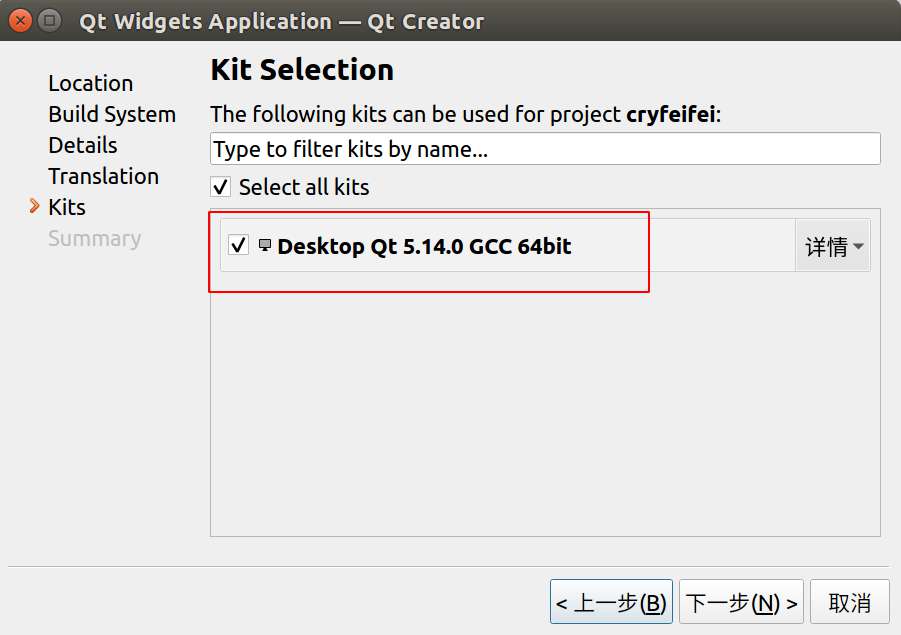 Qt Widgets Application — Qt Creator
Location
Build System
Details
Translation
Kits
Summary
Kit Selection
The following kits can be used for project cryfeifei:
Type to filter kits by name...
Select all kits
Desktop Qt 5.14.0 GCC 64bit
详情
< 上一步(B)
下一步(N) >
取消